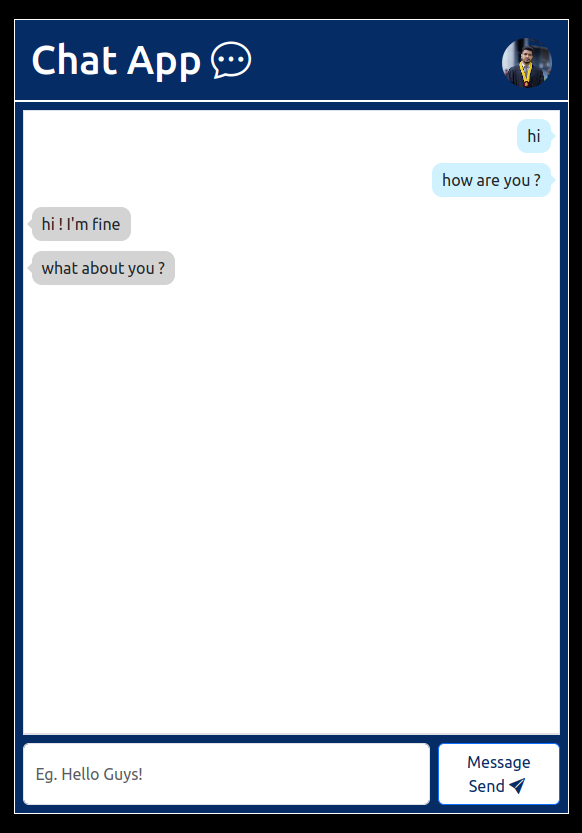 Chat App
hi
how are you ?
hi ! I'm fine
what about you ?
Eg. Hello Guys!
Message
Send